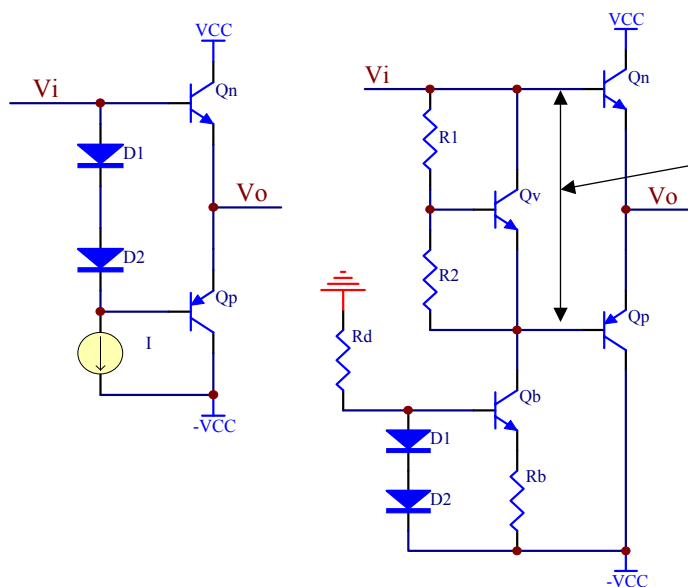 VCC
Vi
Qn
D1
Vo
D2
Qp
I
-VCC
VCC
Vi
Qn
R1
Qv
Vo
R2
Qp
Rd
Qb
D1
D2
Rb
-VCC